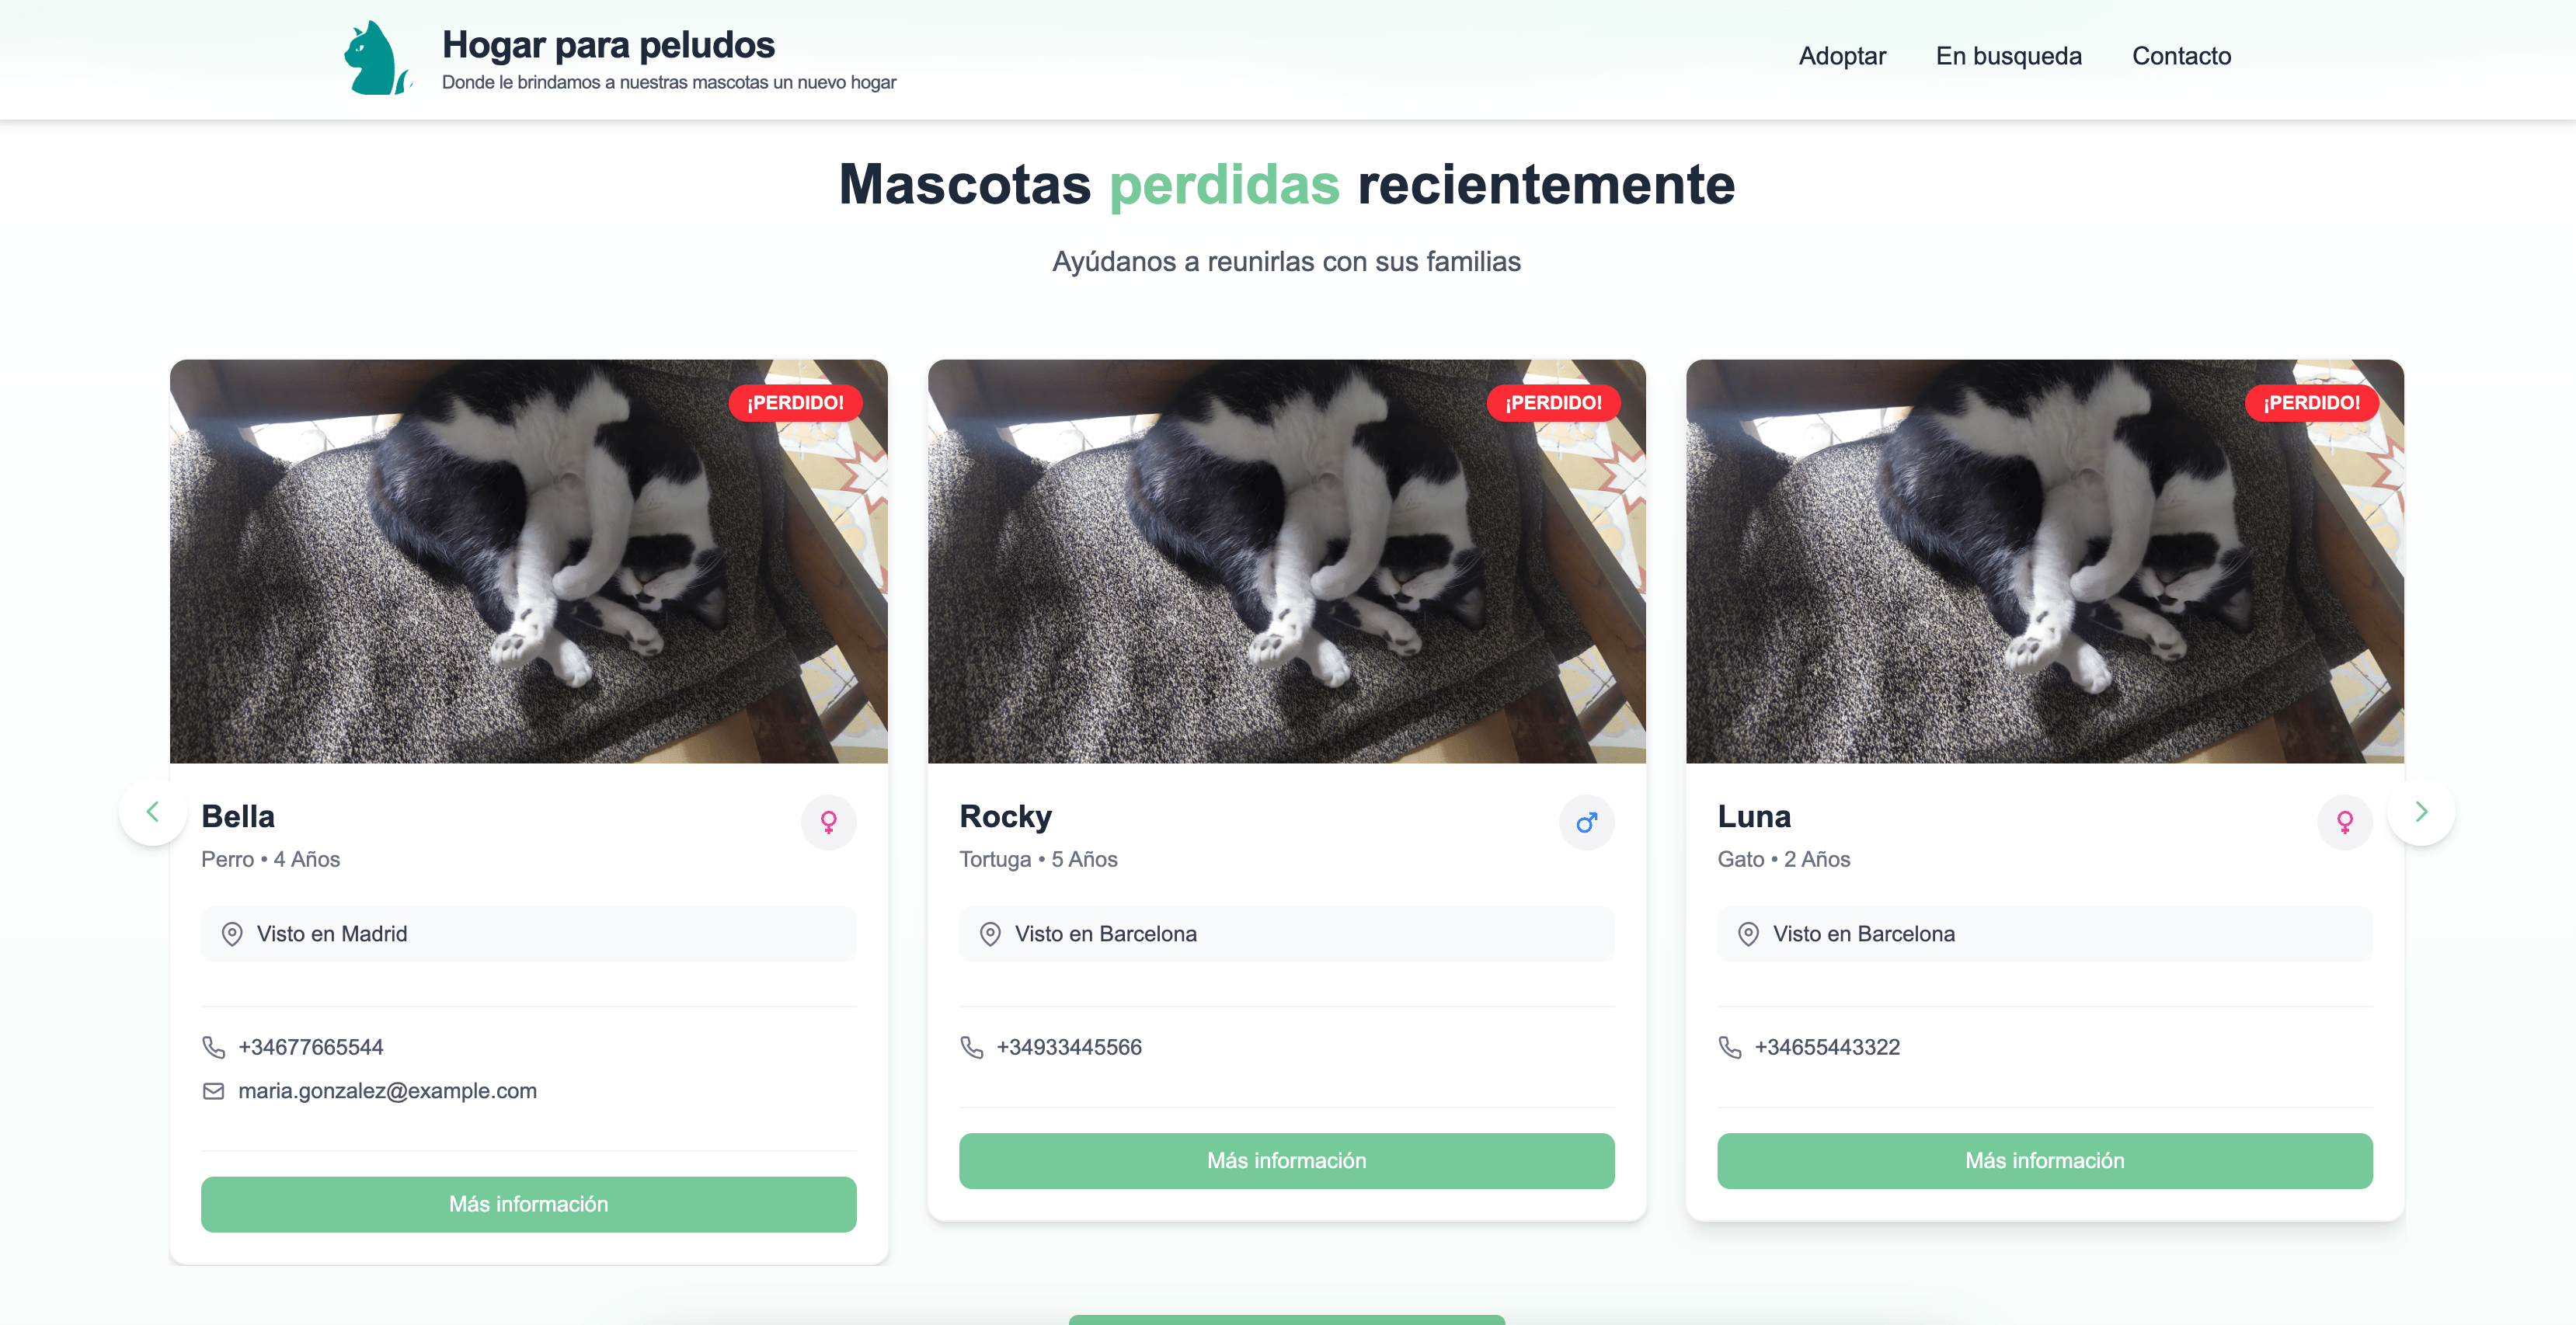 Hogar para peludos
Donde le brindamos a nuestras mascotas un nuevo hogar
Adoptar
En busqueda
Contacto
Mascotas perdidas recientemente
Ayúdanos a reunirlas con sus familias
¡PERDIDO!
Bella
Perro • 4 Años
Visto en Madrid
+34677665544
maria.gonzalez@example.com
Más información
¡PERDIDO!
Rocky
Tortuga • 5 Años
Visto en Barcelona
+34933445566
Más información
¡PERDIDO!
Luna
Gato • 2 Años
Visto en Barcelona
+34655443322
Más información